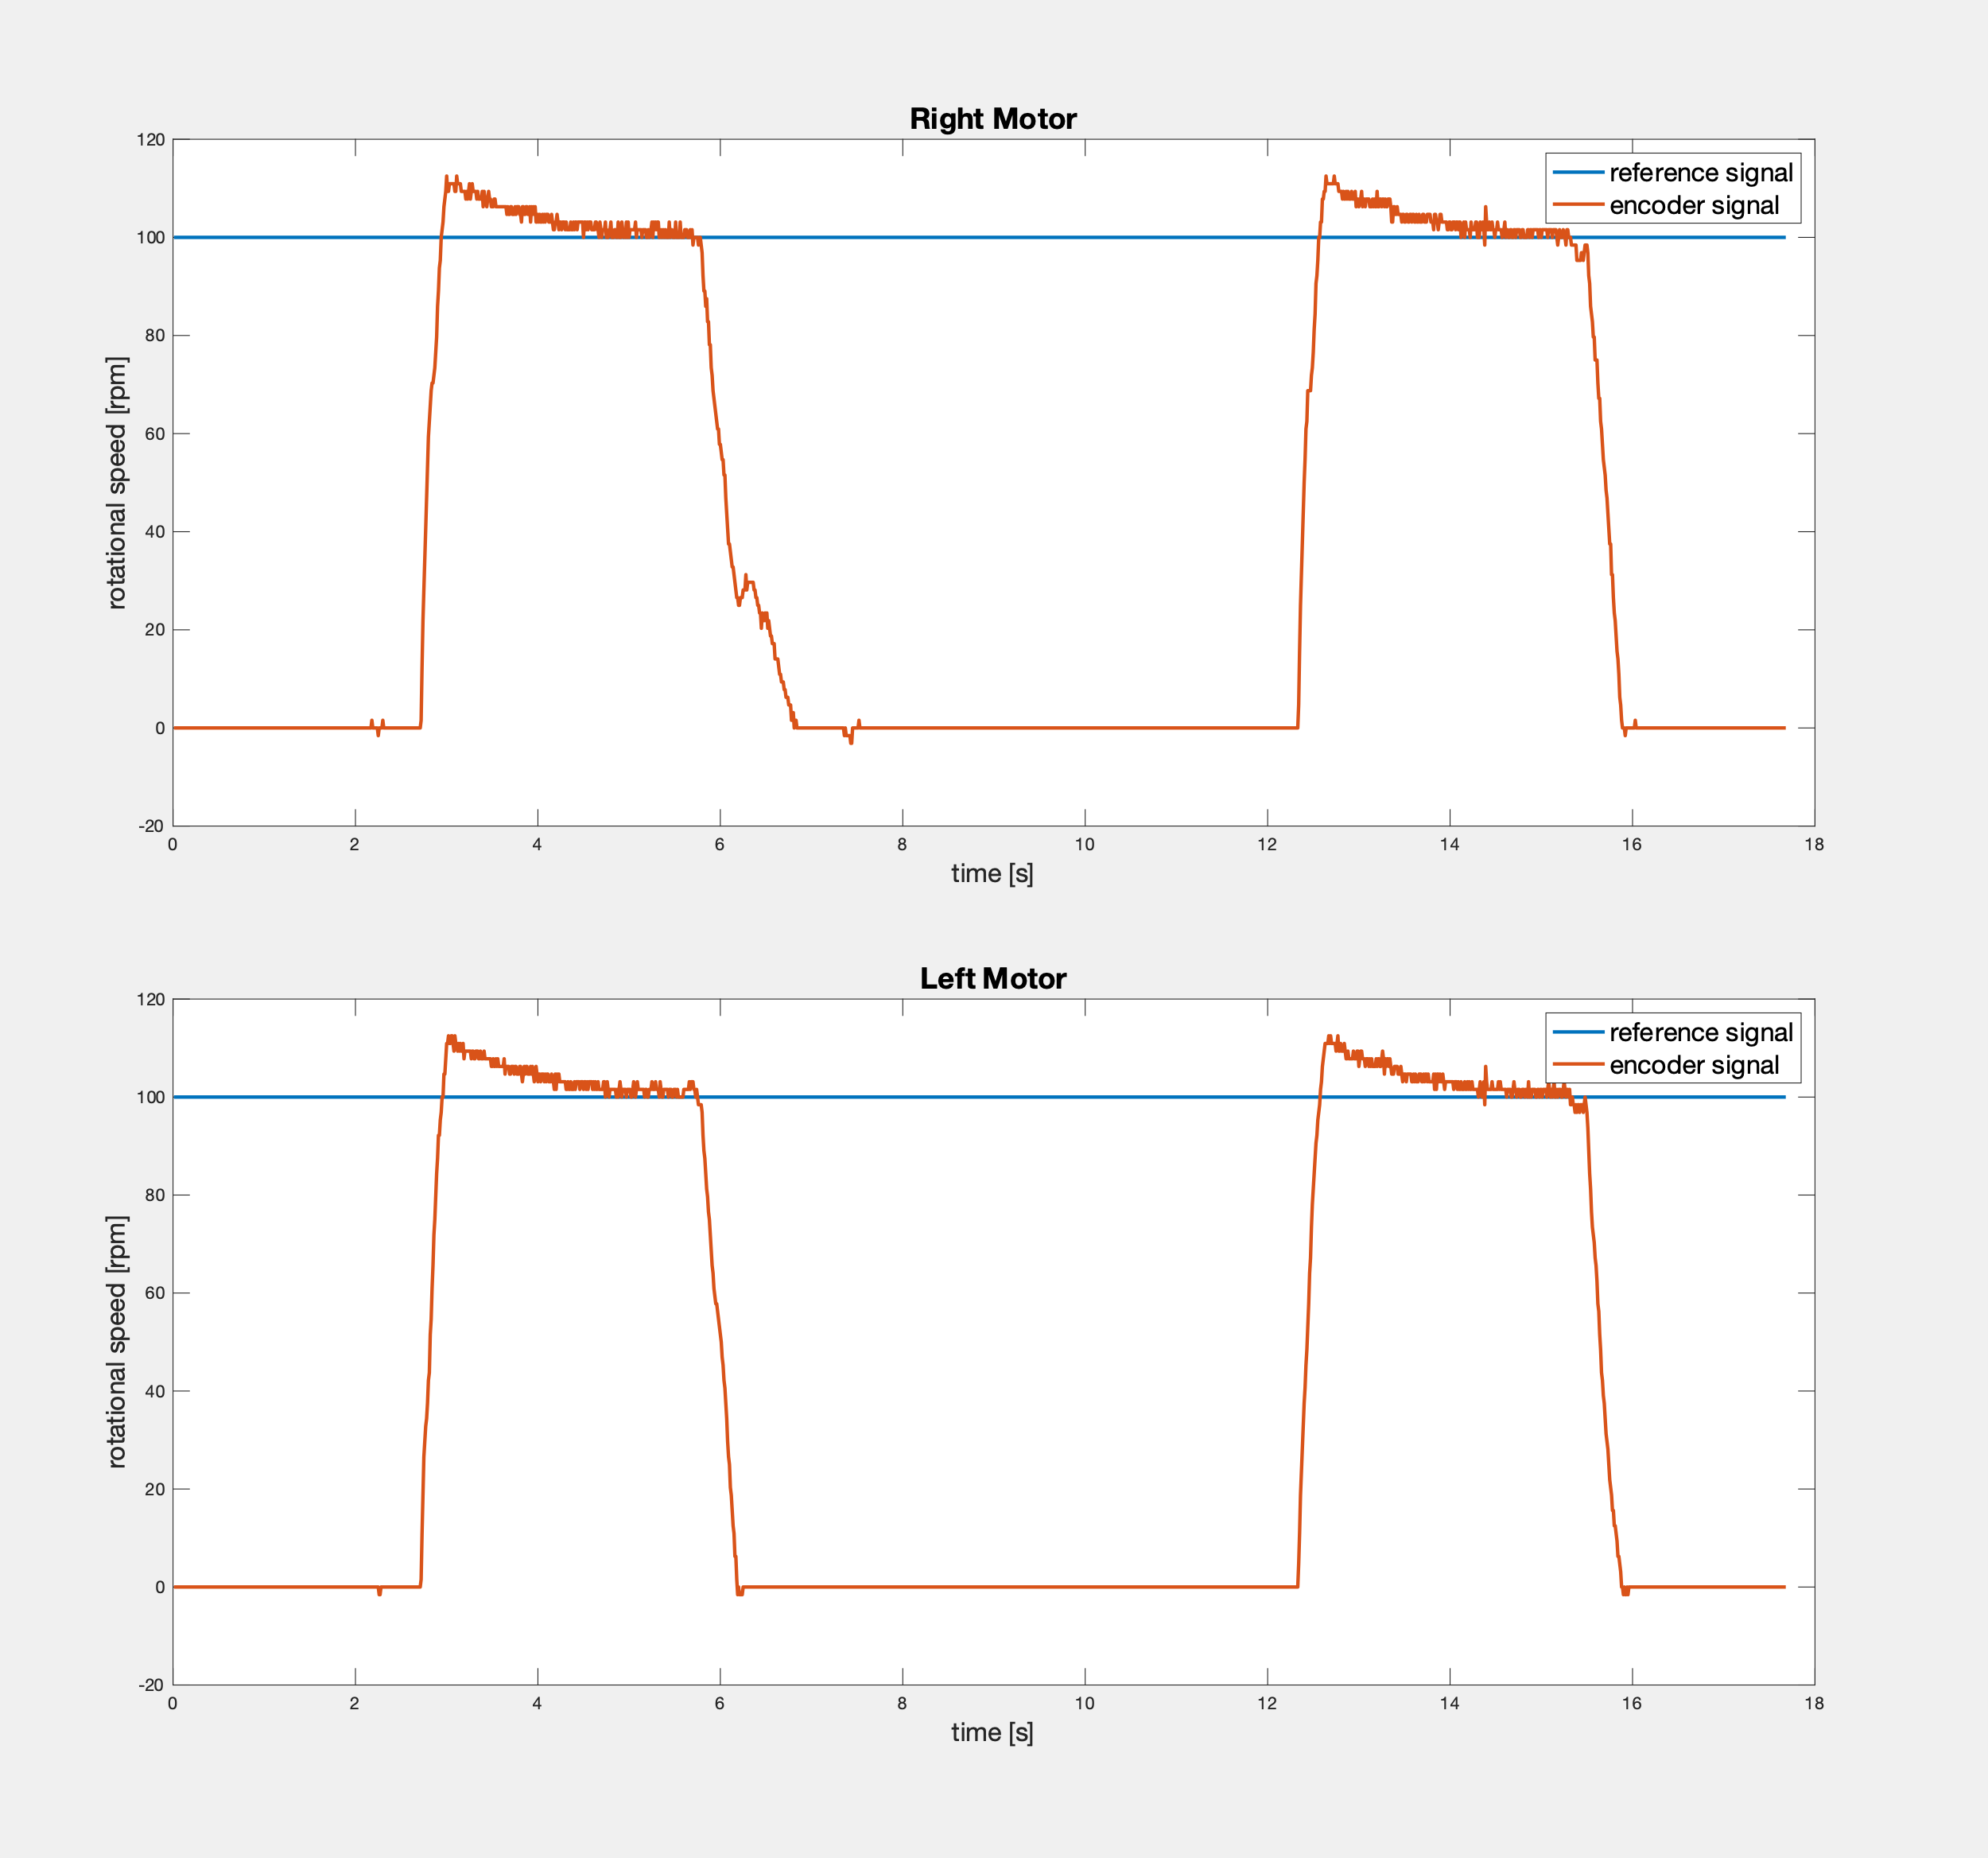 Right Motor
120
100
80
60
40
20
0
-20
rotational speed [rpm]
reference signal
encoder signal
0 2 4 6 8 10 12 14 16 18
time [s]
Left Motor
120
100
80
60
40
20
0
-20
rotational speed [rpm]
reference signal
encoder signal
0 2 4 6 8 10 12 14 16 18
time [s]